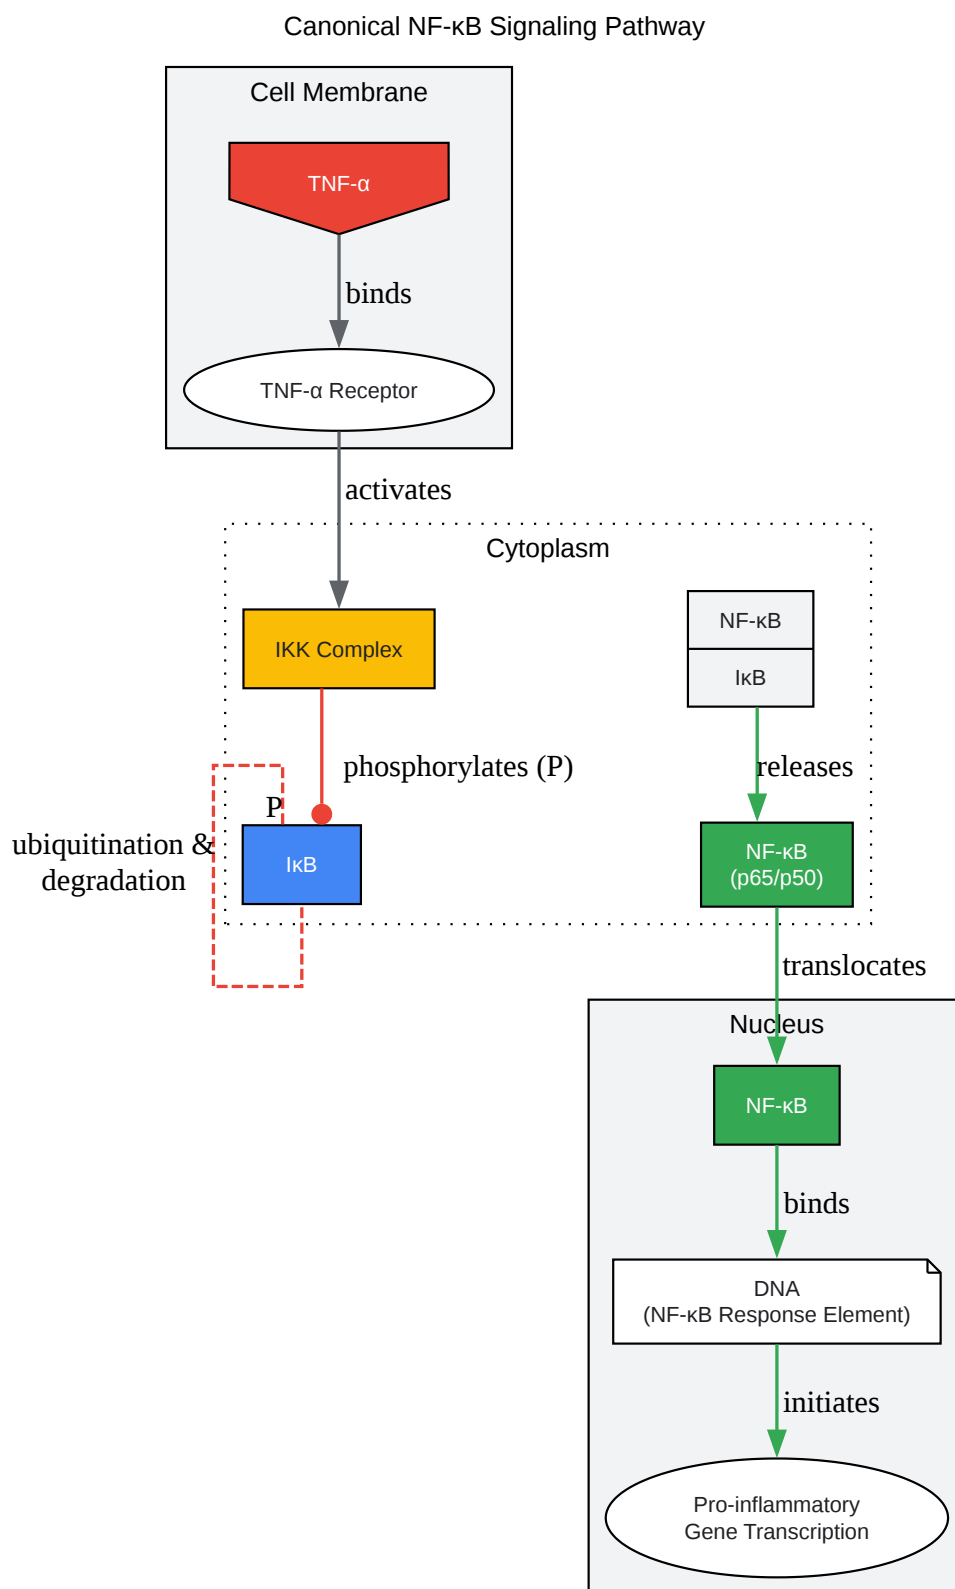 Canonical NF-κB Signaling Pathway
Cell Membrane
TNF-α
binds
TNF-α Receptor
activates
Cytoplasm
IKK Complex
NF-κB
IκB
phosphorylates (P)
releases
P
ubiquitination &
degradation
IκB
NF-κB
(p65/p50)
translocates
Nucleus
NF-κB
binds
DNA
(NF-κB Response Element)
initiates
Pro-inflammatory
Gene Transcription